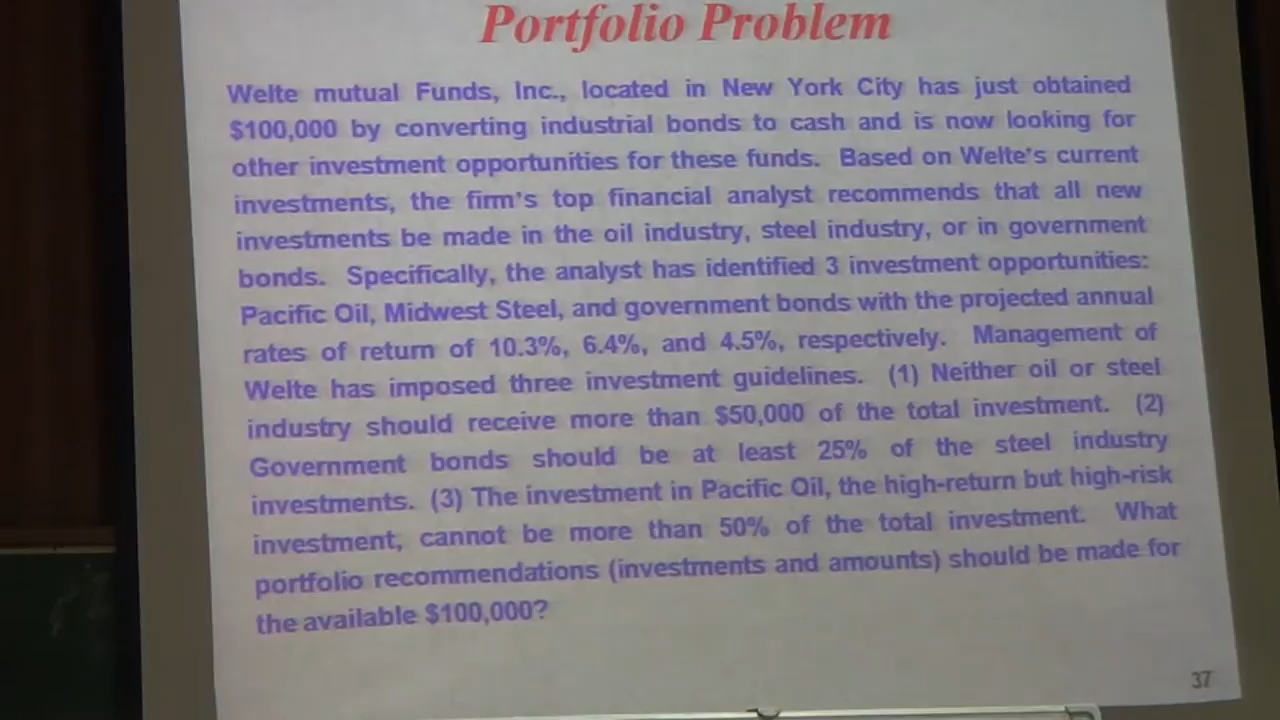 Portfolio Problem
Welte mutual Funds, Inc., located in New York City has just obtained
$100,000 by converting industrial bonds to cash and is now looking for
other investment opportunities for these funds. Based on Welte's current
investments, the firm's top financial analyst recommends that all new
investments be made in the oil industry, steel industry, or in government
bonds. Specifically, the analyst has identified 3 investment opportunities:
Pacific Oil, Midwest Steel, and government bonds with the projected annual
rates of return of 10.3%, 6.4%, and 4.5%, respectively. Management of
Welte has imposed three investment guidelines. (1) Neither oil or steel
industry should receive more than $50,000 of the total investment. (2)
Government bonds should be at least 25% of the steel industry
investments. (3) The investment in Pacific Oil, the high-return but high-risk
investment, cannot be more than 50% of the total investment. What
portfolio recommendations (investments and amounts) should be made for
the available $100,000?
37